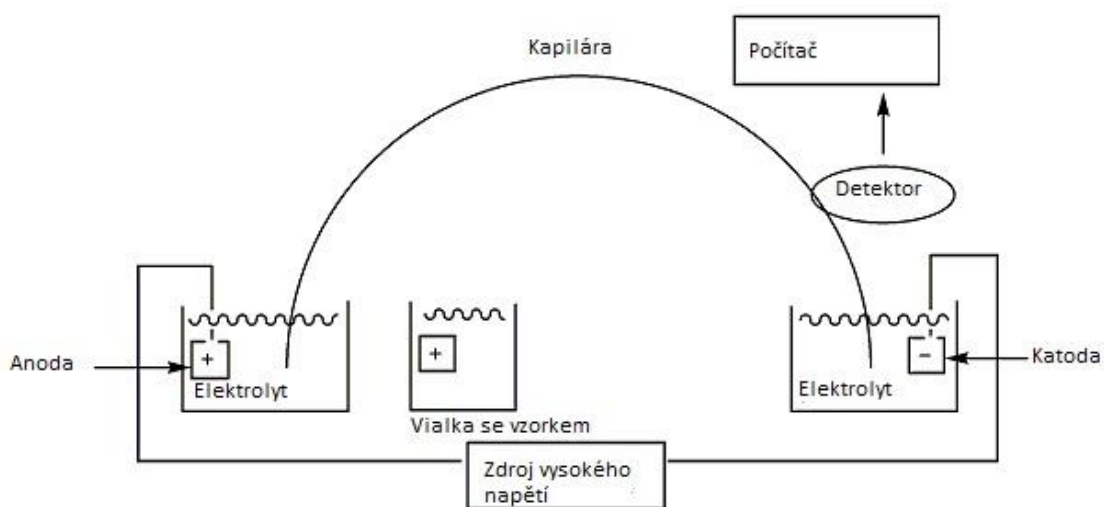 Kapilára
Počítač
Detektor
Anoda
+
Elektrolyt
+
Vialka se vzorkem
-
Elektrolyt
Katoda
Zdroj vysokého
napětí